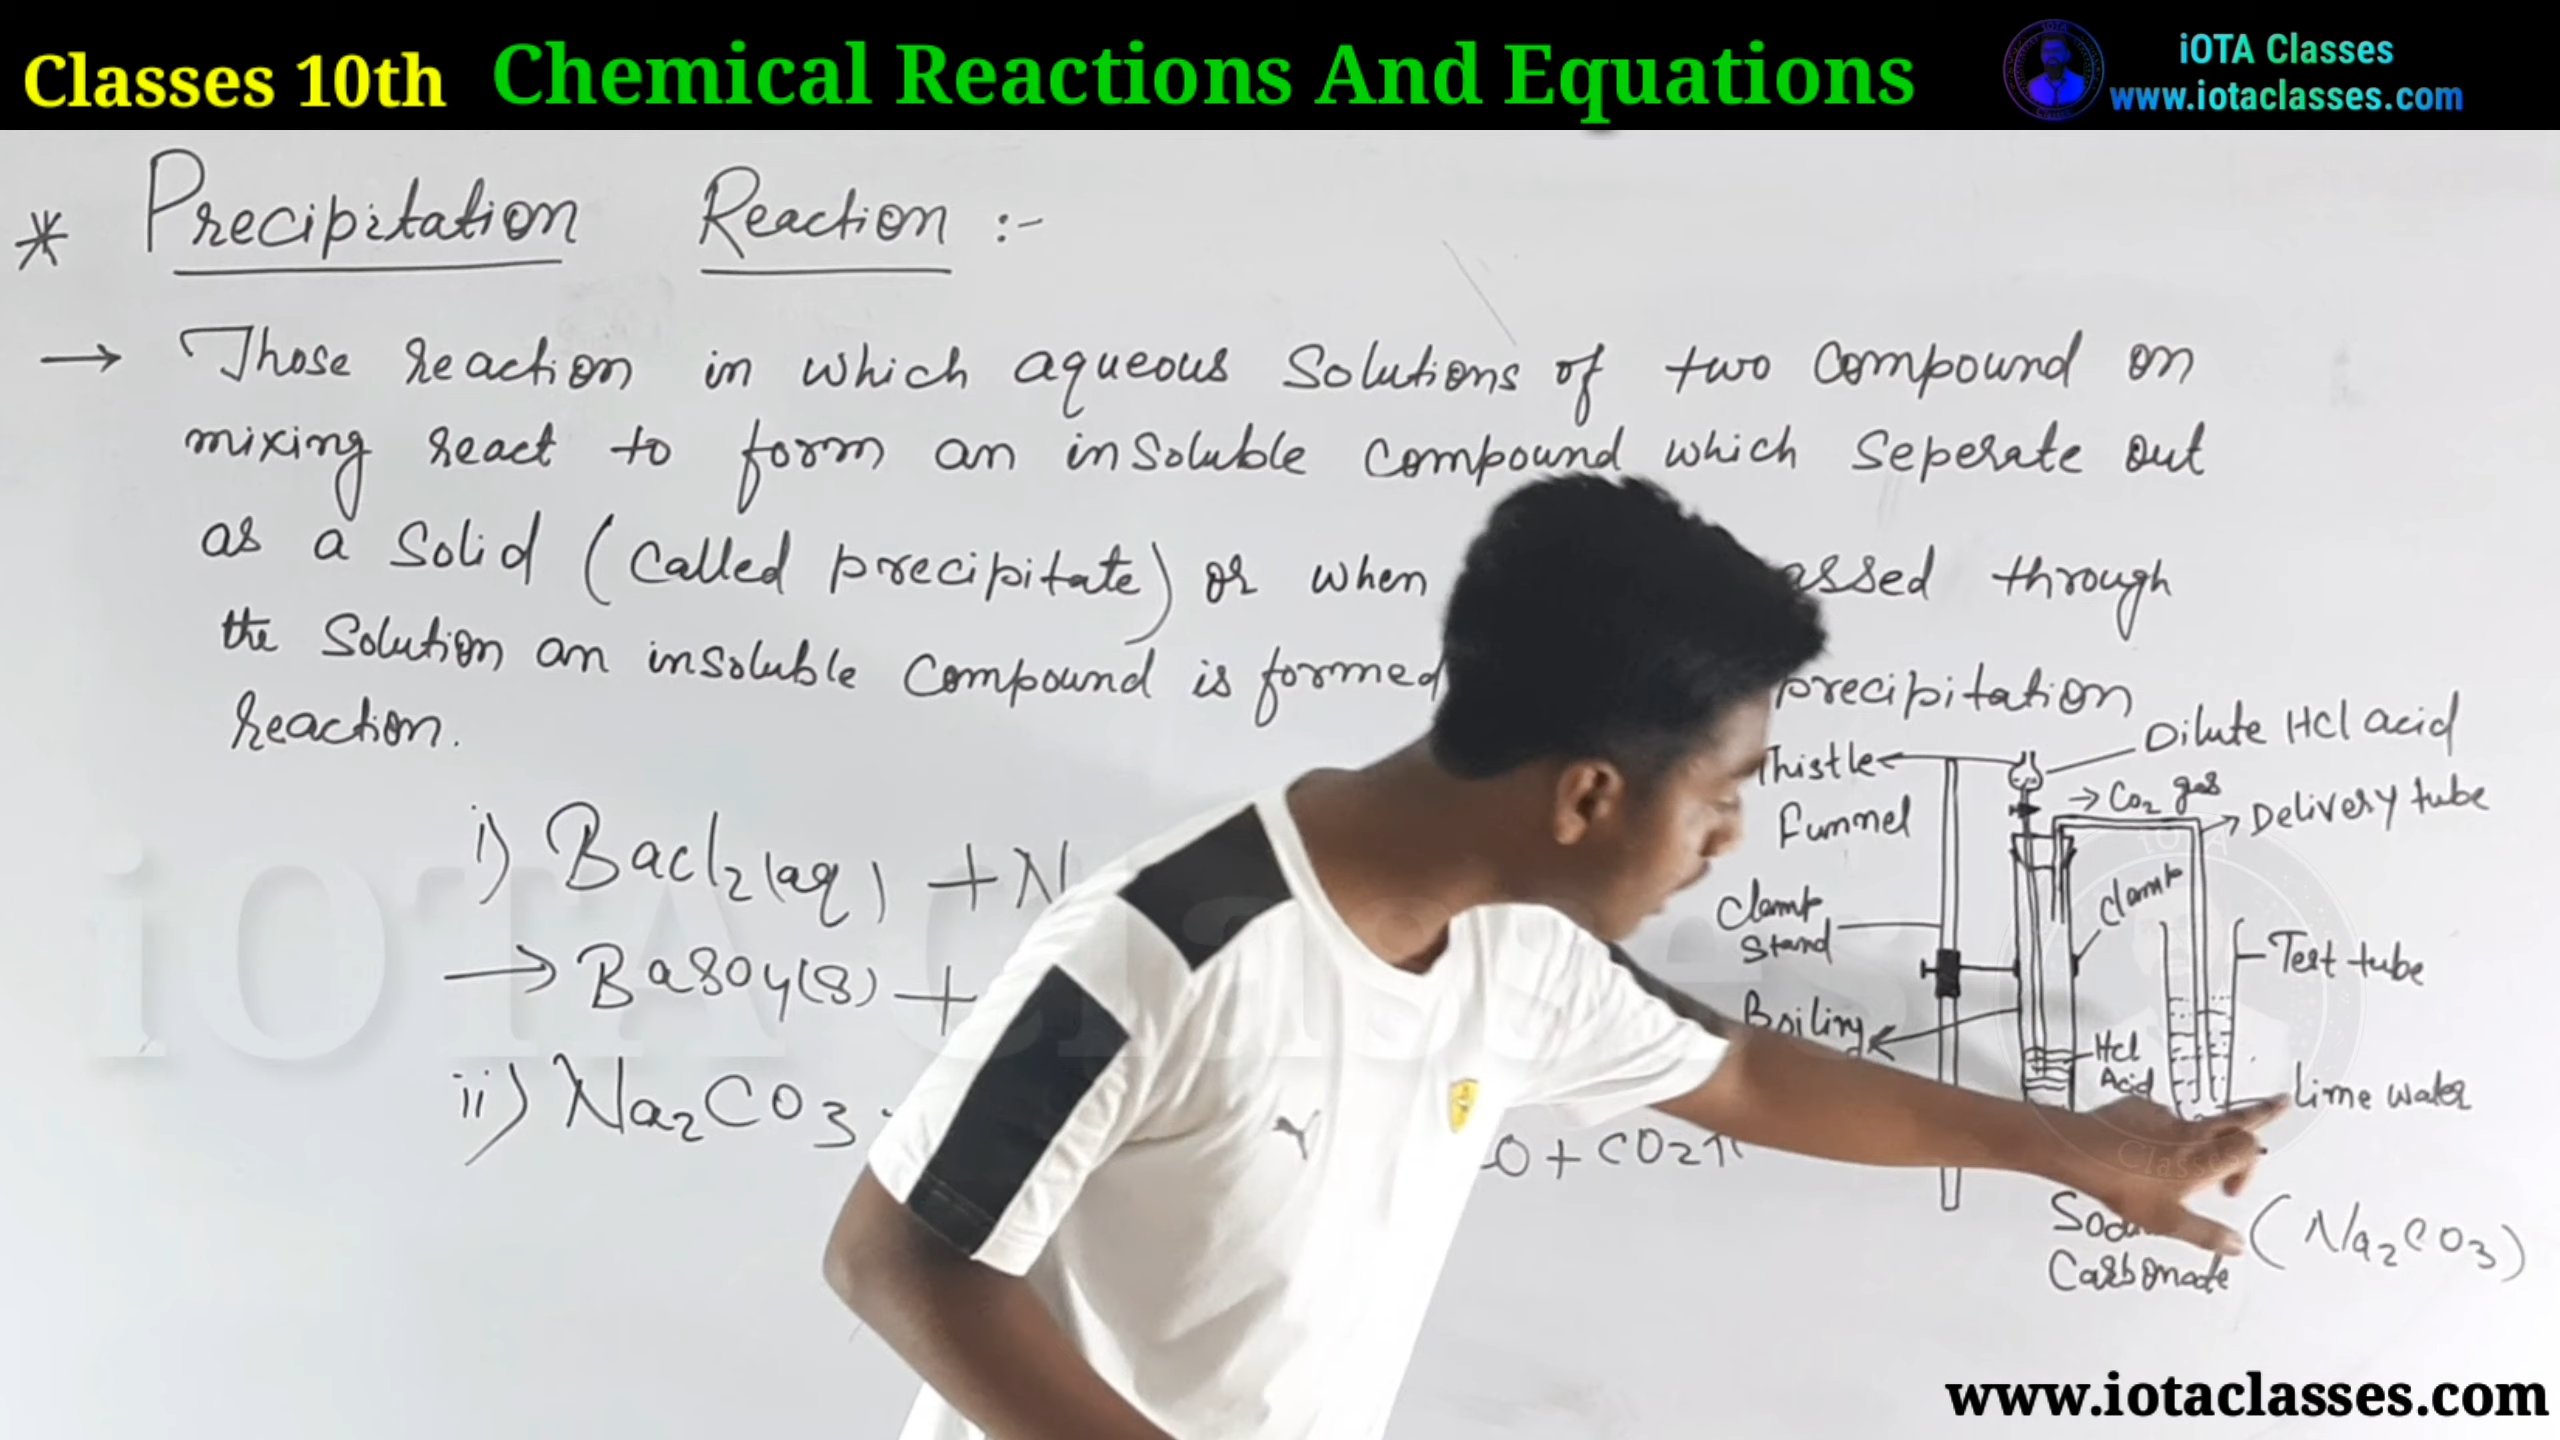 Classes 10th Chemical Reactions And Equations
iOTA Classes
www.iotaclasses.com
* Precipitation Reaction :-
→ Those reaction in which aqueous Solutions of two Compound on
mixing react to form an insoluble Compound which Seperate out
as a Solid (Called precipitate) or when assed through
the Solution an insoluble Compound is formed precipitation
reaction.
i) Bacl2(aq) + N
→ BaSO4(s) +
ii) Na2CO3
O + CO2↑
Thistle
Funnel
Dilute Hcl acid
→ Co2 gas
Delivery tube
Clamp
Stand
Clamp
Test tube
Boiling
Hcl
Acid
Lime water
Sod
Carbonate
(Na2CO3)
iOTA Classes
www.iotaclasses.com